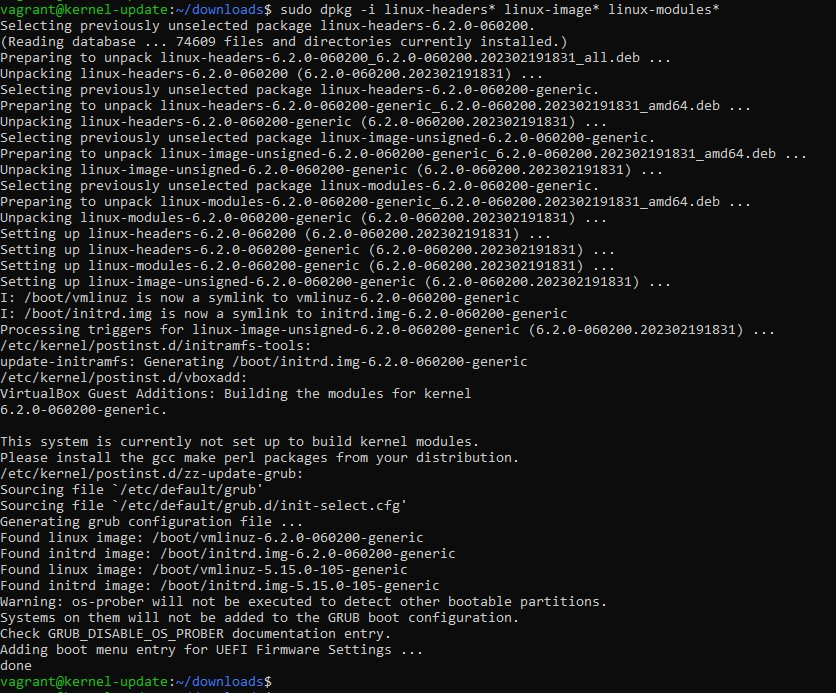 vagrant@kernel-update:~/downloads$ sudo dpkg -i linux-headers* linux-image* linux-modules*
Selecting previously unselected package linux-headers-6.2.0-060200.
(Reading database ... 74609 files and directories currently installed.)
Preparing to unpack linux-headers-6.2.0-060200_6.2.0-060200.202302191831_all.deb ...
Unpacking linux-headers-6.2.0-060200 (6.2.0-060200.202302191831) ...
Selecting previously unselected package linux-headers-6.2.0-060200-generic.
Preparing to unpack linux-headers-6.2.0-060200-generic_6.2.0-060200.202302191831_amd64.deb ...
Unpacking linux-headers-6.2.0-060200-generic (6.2.0-060200.202302191831) ...
Selecting previously unselected package linux-image-unsigned-6.2.0-060200-generic.
Preparing to unpack linux-image-unsigned-6.2.0-060200-generic_6.2.0-060200.202302191831_amd64.deb ...
Unpacking linux-image-unsigned-6.2.0-060200-generic (6.2.0-060200.202302191831) ...
Selecting previously unselected package linux-modules-6.2.0-060200-generic.
Preparing to unpack linux-modules-6.2.0-060200-generic_6.2.0-060200.202302191831_amd64.deb ...
Unpacking linux-modules-6.2.0-060200-generic (6.2.0-060200.202302191831) ...
Setting up linux-headers-6.2.0-060200 (6.2.0-060200.202302191831) ...
Setting up linux-headers-6.2.0-060200-generic (6.2.0-060200.202302191831) ...
Setting up linux-modules-6.2.0-060200-generic (6.2.0-060200.202302191831) ...
Setting up linux-image-unsigned-6.2.0-060200-generic (6.2.0-060200.202302191831) ...
I: /boot/vmlinuz is now a symlink to vmlinuz-6.2.0-060200-generic
I: /boot/initrd.img is now a symlink to initrd.img-6.2.0-060200-generic
Processing triggers for linux-image-unsigned-6.2.0-060200-generic (6.2.0-060200.202302191831) ...
/etc/kernel/postinst.d/initramfs-tools:
update-initramfs: Generating /boot/initrd.img-6.2.0-060200-generic
/etc/kernel/postinst.d/vboxadd:
VirtualBox Guest Additions: Building the modules for kernel
6.2.0-060200-generic.
This system is currently not set up to build kernel modules.
Please install the gcc make perl packages from your distribution.
/etc/kernel/postinst.d/zz-update-grub:
Sourcing file `/etc/default/grub'
Sourcing file `/etc/default/grub.d/init-select.cfg'
Generating grub configuration file ...
Found linux image: /boot/vmlinuz-6.2.0-060200-generic
Found initrd image: /boot/initrd.img-6.2.0-060200-generic
Found linux image: /boot/vmlinuz-5.15.0-105-generic
Found initrd image: /boot/initrd.img-5.15.0-105-generic
Warning: os-prober will not be executed to detect other bootable partitions.
Systems on them will not be added to the GRUB boot configuration.
Check GRUB_DISABLE_OS_PROBER documentation entry.
Adding boot menu entry for UEFI Firmware Settings ...
done
vagrant@kernel-update:~/downloads$